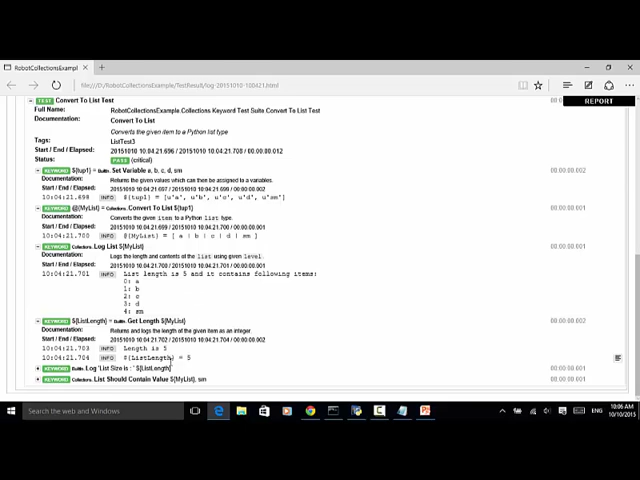 RobotCollectionsExampl
file:///D:/RobotCollectionsExample/TestResult/log-20151010-100421.html
REPORT
TEST Convert To List Test
Full Name: RobotCollectionsExample.Collections Keyword Test Suite Convert To List Test
Documentation: Convert To List
Converts the given item to a Python list type
Tags: ListTest3
Start / End / Elapsed: 20151010 10:04:21.696 / 20151010 10:04:21.708 / 00:00:00.012
Status: PASS (critical)
KEYWORD ${tup1} = BuiltIn. Set Variable a, b, c, d, sm 00:00:00.002
Documentation: Returns the given values which can then be assigned to a variables.
Start / End / Elapsed: 20151010 10:04:21.697 / 20151010 10:04:21.699 / 00:00:00.002
10:04:21.698 INFO ${tup1} = [u'a', u'b', u'c', u'd', u'sm']
KEYWORD @{MyList} = Collections. Convert To List ${tup1} 00:00:00.001
Documentation: Converts the given item to a Python list type.
Start / End / Elapsed: 20151010 10:04:21.699 / 20151010 10:04:21.700 / 00:00:00.001
10:04:21.700 INFO @{MyList} = [ a | b | c | d | sm ]
KEYWORD Collections. Log List ${MyList} 00:00:00.001
Documentation: Logs the length and contents of the list using given level.
Start / End / Elapsed: 20151010 10:04:21.700 / 20151010 10:04:21.701 / 00:00:00.001
10:04:21.701 INFO List length is 5 and it contains following items:
0: a
1: b
2: c
3: d
4: sm
KEYWORD ${ListLength} = BuiltIn. Get Length ${MyList} 00:00:00.002
Documentation: Returns and logs the length of the given item as an integer.
Start / End / Elapsed: 20151010 10:04:21.702 / 20151010 10:04:21.704 / 00:00:00.002
10:04:21.703 INFO Length is 5
10:04:21.704 INFO ${ListLength} = 5
KEYWORD BuiltIn. Log 'List Size is : ' ${ListLength} 00:00:00.001
KEYWORD Collections. List Should Contain Value ${MyList}, sm 00:00:00.001
Search the web and Windows
ENG
10:06 AM
10/10/2015